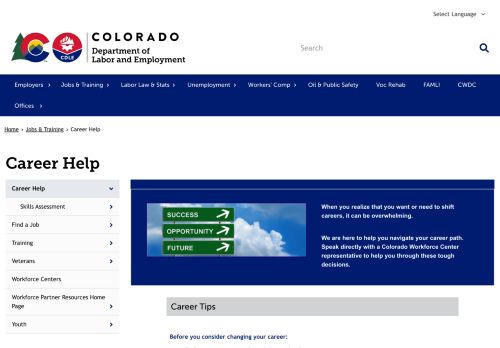 Select Language
COLORADO
Department of
Labor and Employment
CDLE
Search
Employers
Jobs & Training
Labor Law & Stats
Unemployment
Workers' Comp
Oil & Public Safety
Voc Rehab
FAMLI
CWDC
Offices
Home › Jobs & Training › Career Help
Career Help
Career Help
Skills Assessment
Find a Job
Training
Veterans
Workforce Centers
Workforce Partner Resources Home
Page
Youth
SUCCESS
OPPORTUNITY
FUTURE
When you realize that you want or need to shift
careers, it can be overwhelming.
We are here to help you navigate your career path.
Speak directly with a Colorado Workforce Center
representative to help you through these tough
decisions.
Career Tips
Before you consider changing your career: